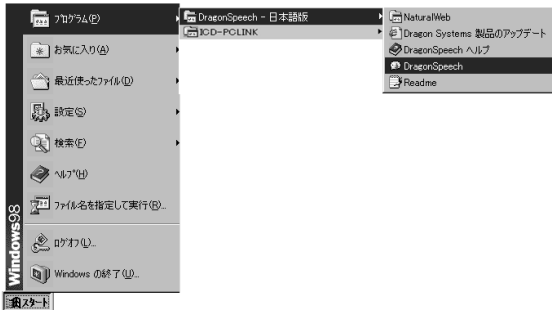 プログラム(P)
お気に入り(A)
最近使ったファイル(D)
設定(S)
検索(F)
ヘルプ(H)
ファイル名を指定して実行(R)...
ログオフ(L)...
Windows の終了(U)...
Windows98
スタート
DragonSpeech - 日本語版
ICD-PCLINK
NaturalWeb
Dragon Systems 製品のアップデート
DragonSpeech ヘルプ
DragonSpeech
Readme